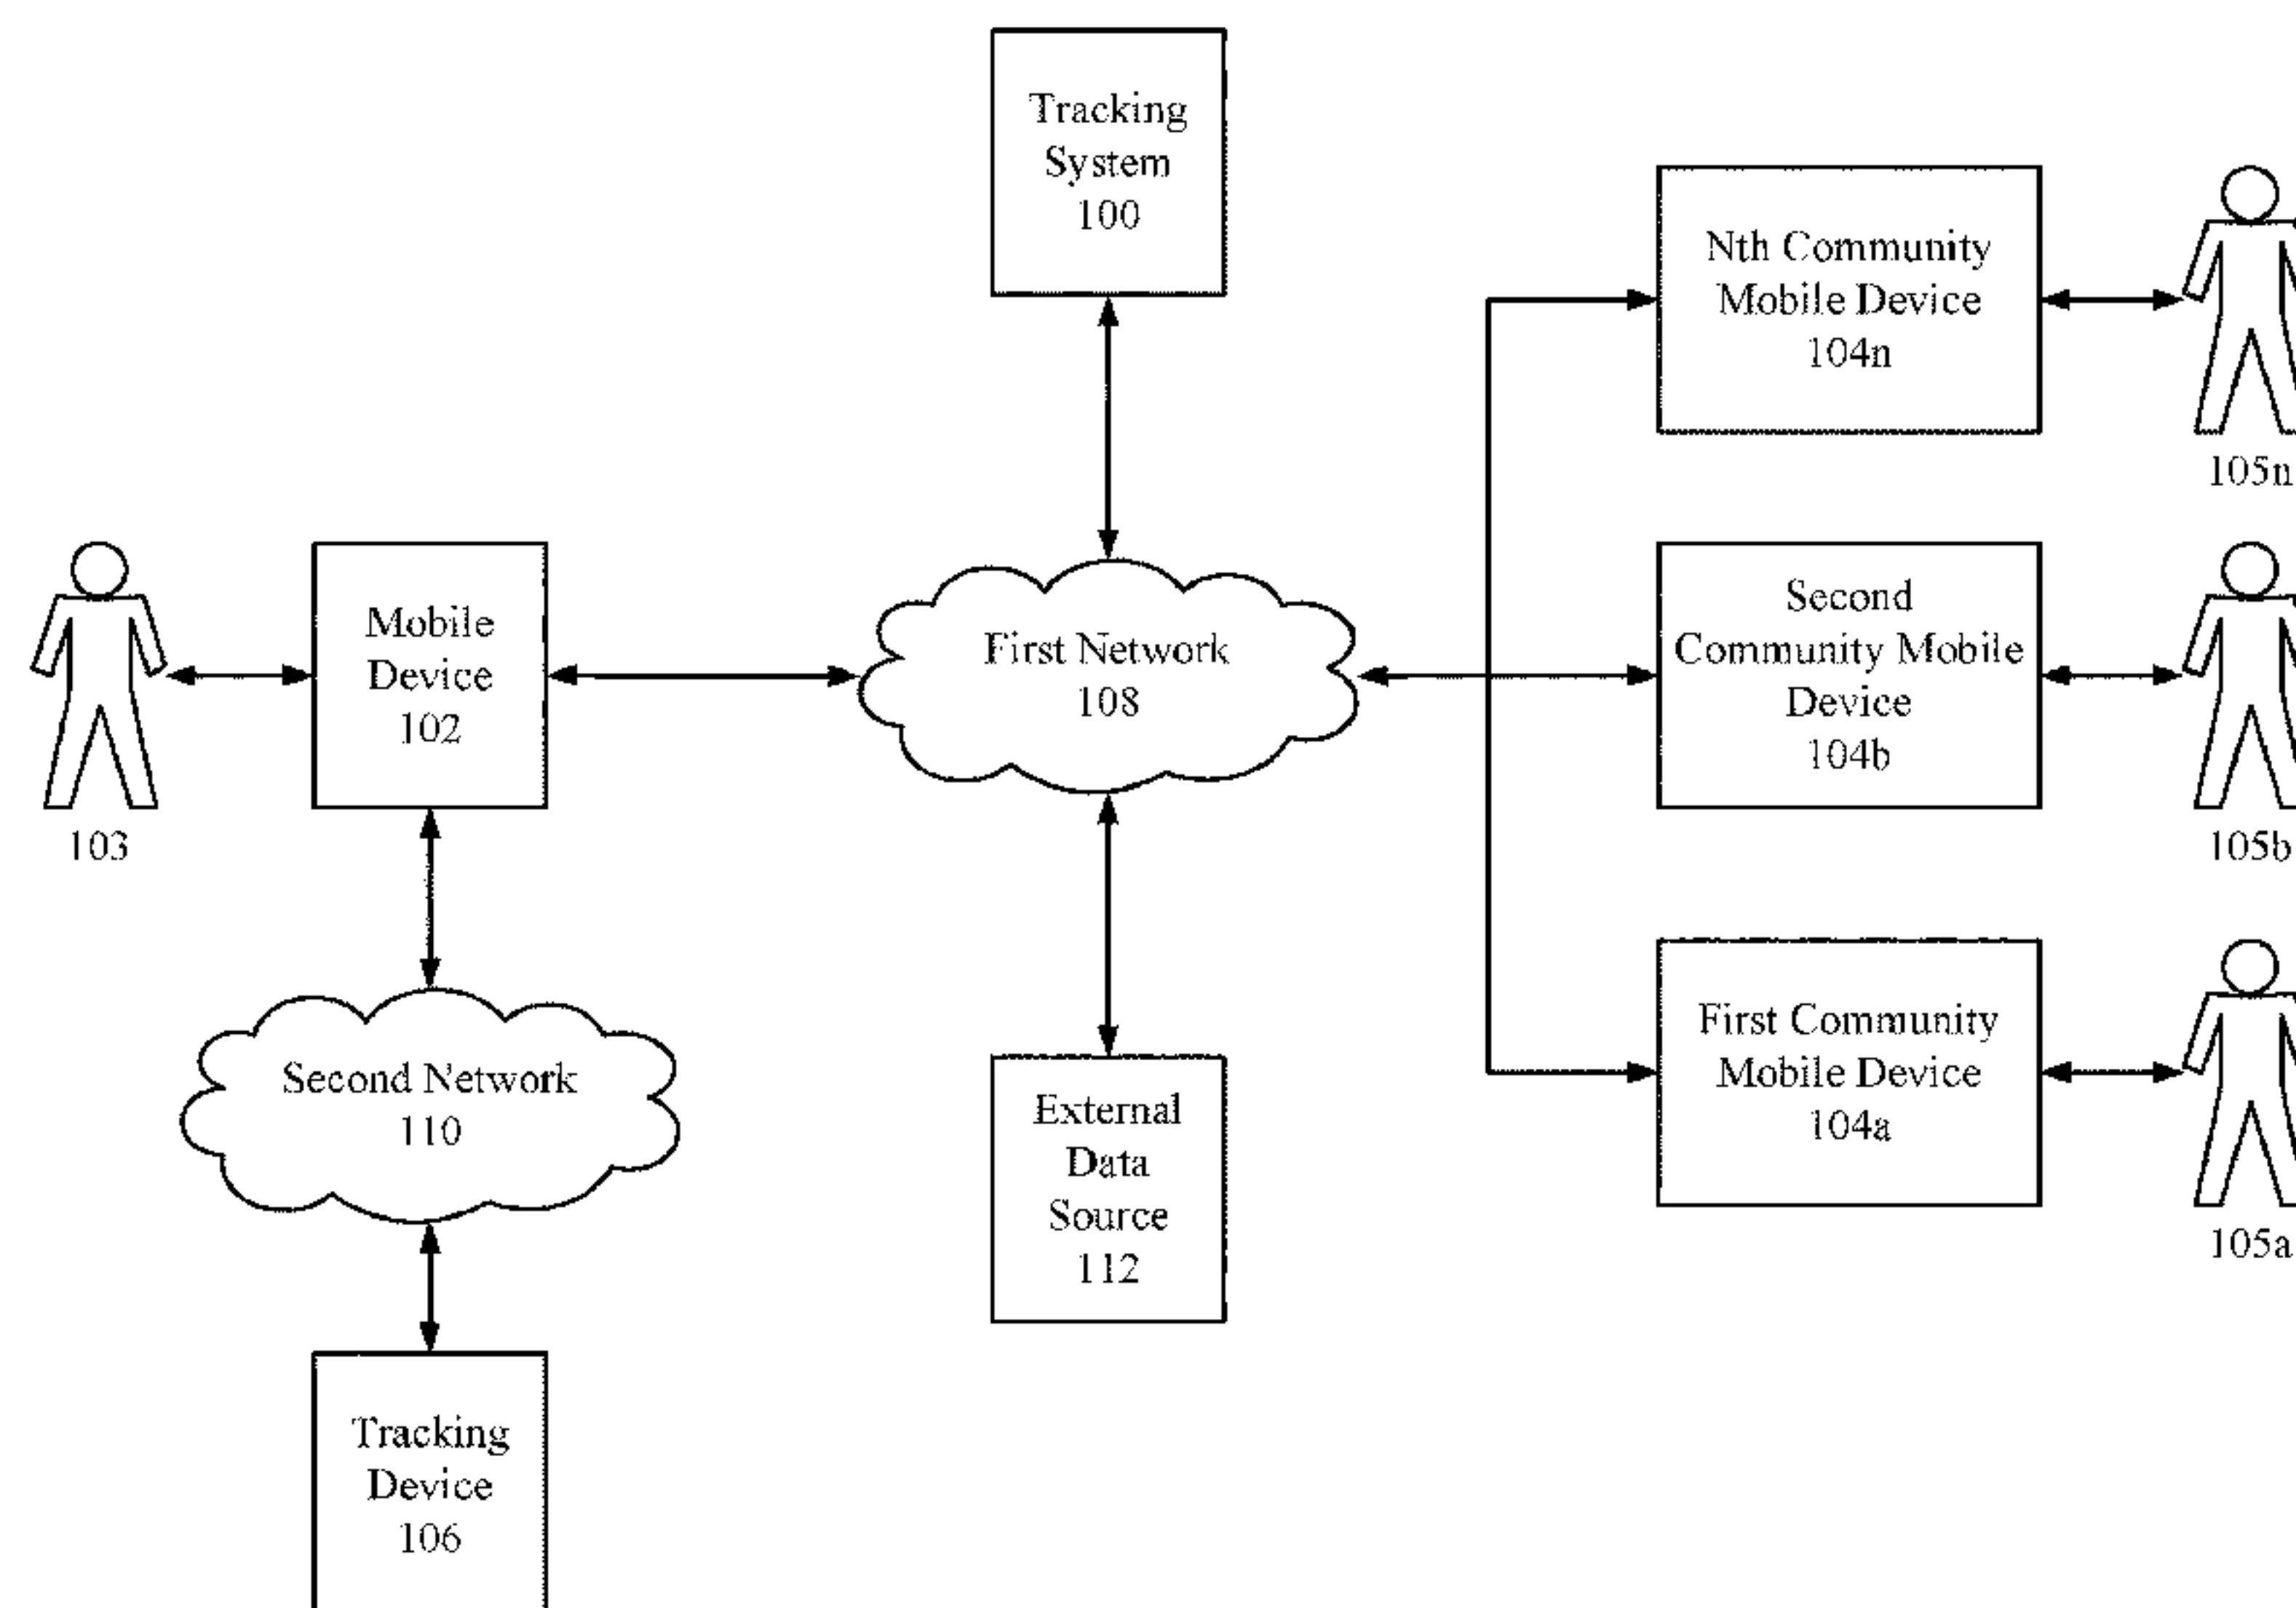 Tracking
System
100
Nth Community
Mobile Device
104n
105n
Mobile
Device
102
103
First Network
108
Second
Community Mobile
Device
104b
105b
Second Network
110
External
Data
Source
112
First Community
Mobile Device
104a
105a
Tracking
Device
106